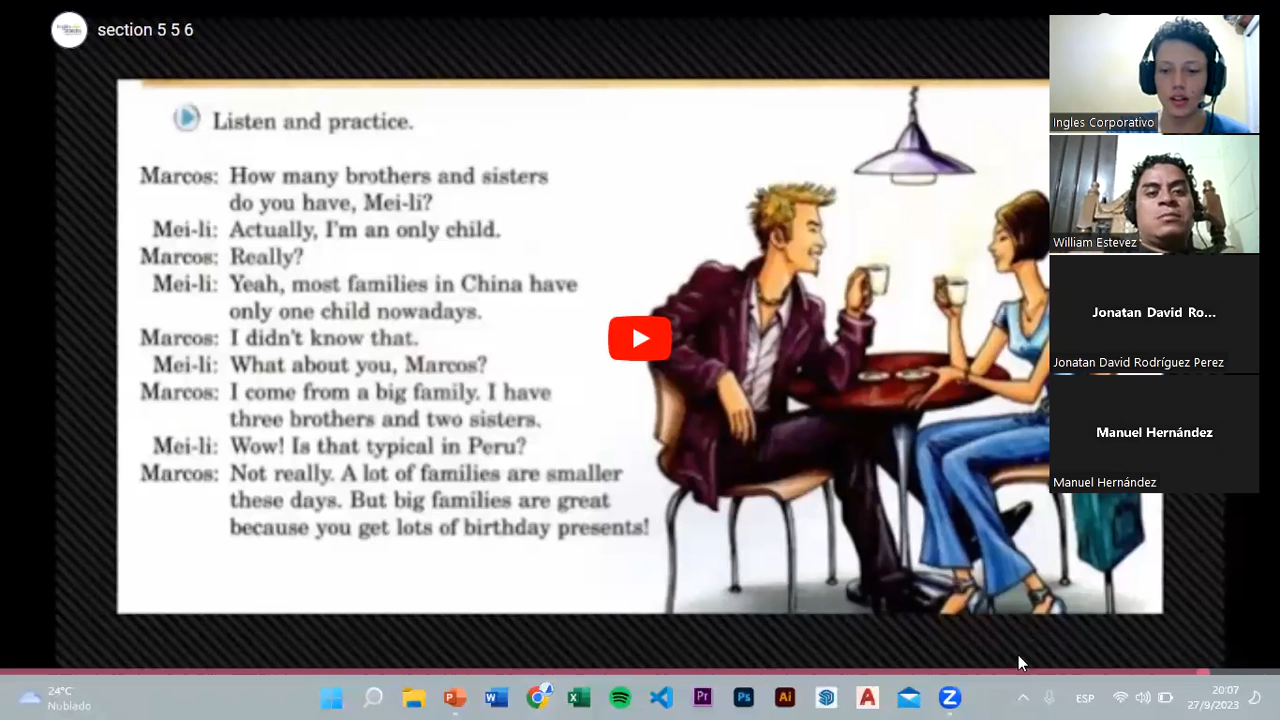 section 5 5 6
Listen and practice.
Marcos: How many brothers and sisters
do you have, Mei-li?
Mei-li: Actually, I'm an only child.
Marcos: Really?
Mei-li: Yeah, most families in China have
only one child nowadays.
Marcos: I didn't know that.
Mei-li: What about you, Marcos?
Marcos: I come from a big family. I have
three brothers and two sisters.
Mei-li: Wow! Is that typical in Peru?
Marcos: Not really. A lot of families are smaller
these days. But big families are great
because you get lots of birthday presents!
Ingles Corporativo
William Estevez
Jonatan David Ro...
Jonatan David Rodríguez Perez
Manuel Hernández
Manuel Hernández
24°C
Nublado
ESP
20:07
27/9/2023